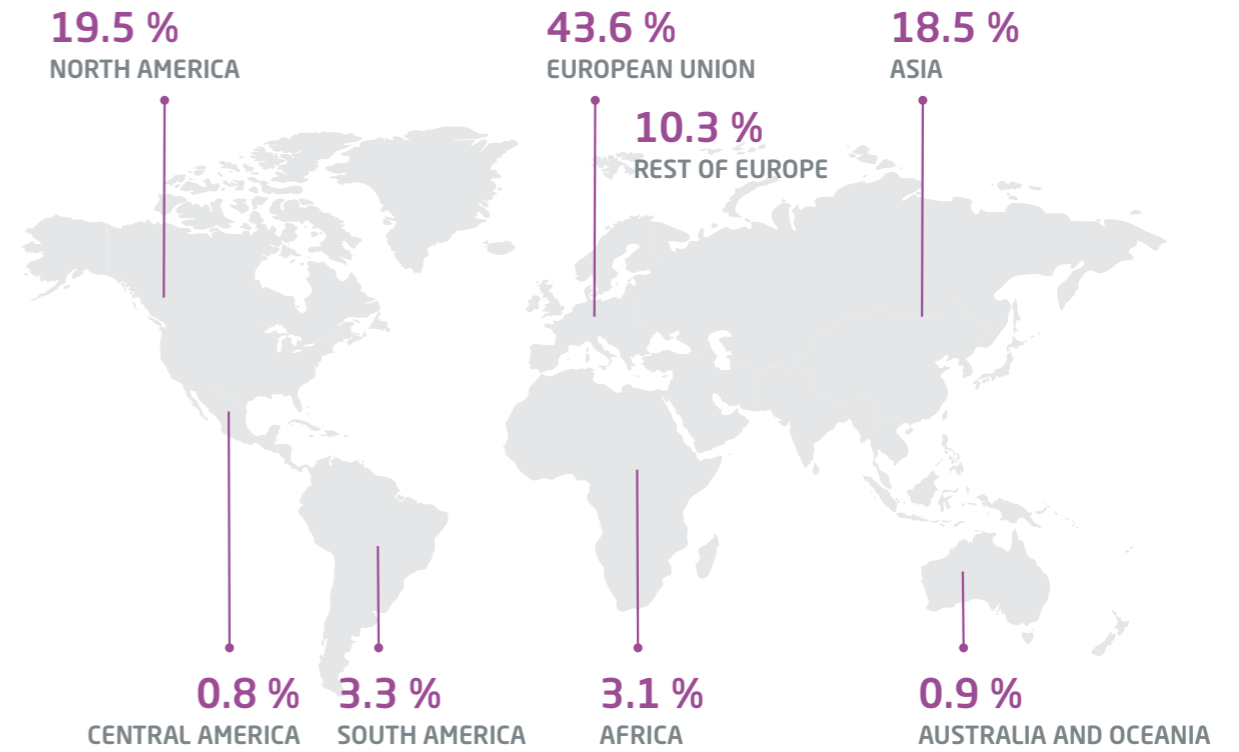 19.5 %
NORTH AMERICA
43.6 %
EUROPEAN UNION
18.5 %
ASIA
10.3 %
REST OF EUROPE
0.8 %
CENTRAL AMERICA
3.3 %
SOUTH AMERICA
3.1 %
AFRICA
0.9 %
AUSTRALIA AND OCEANIA